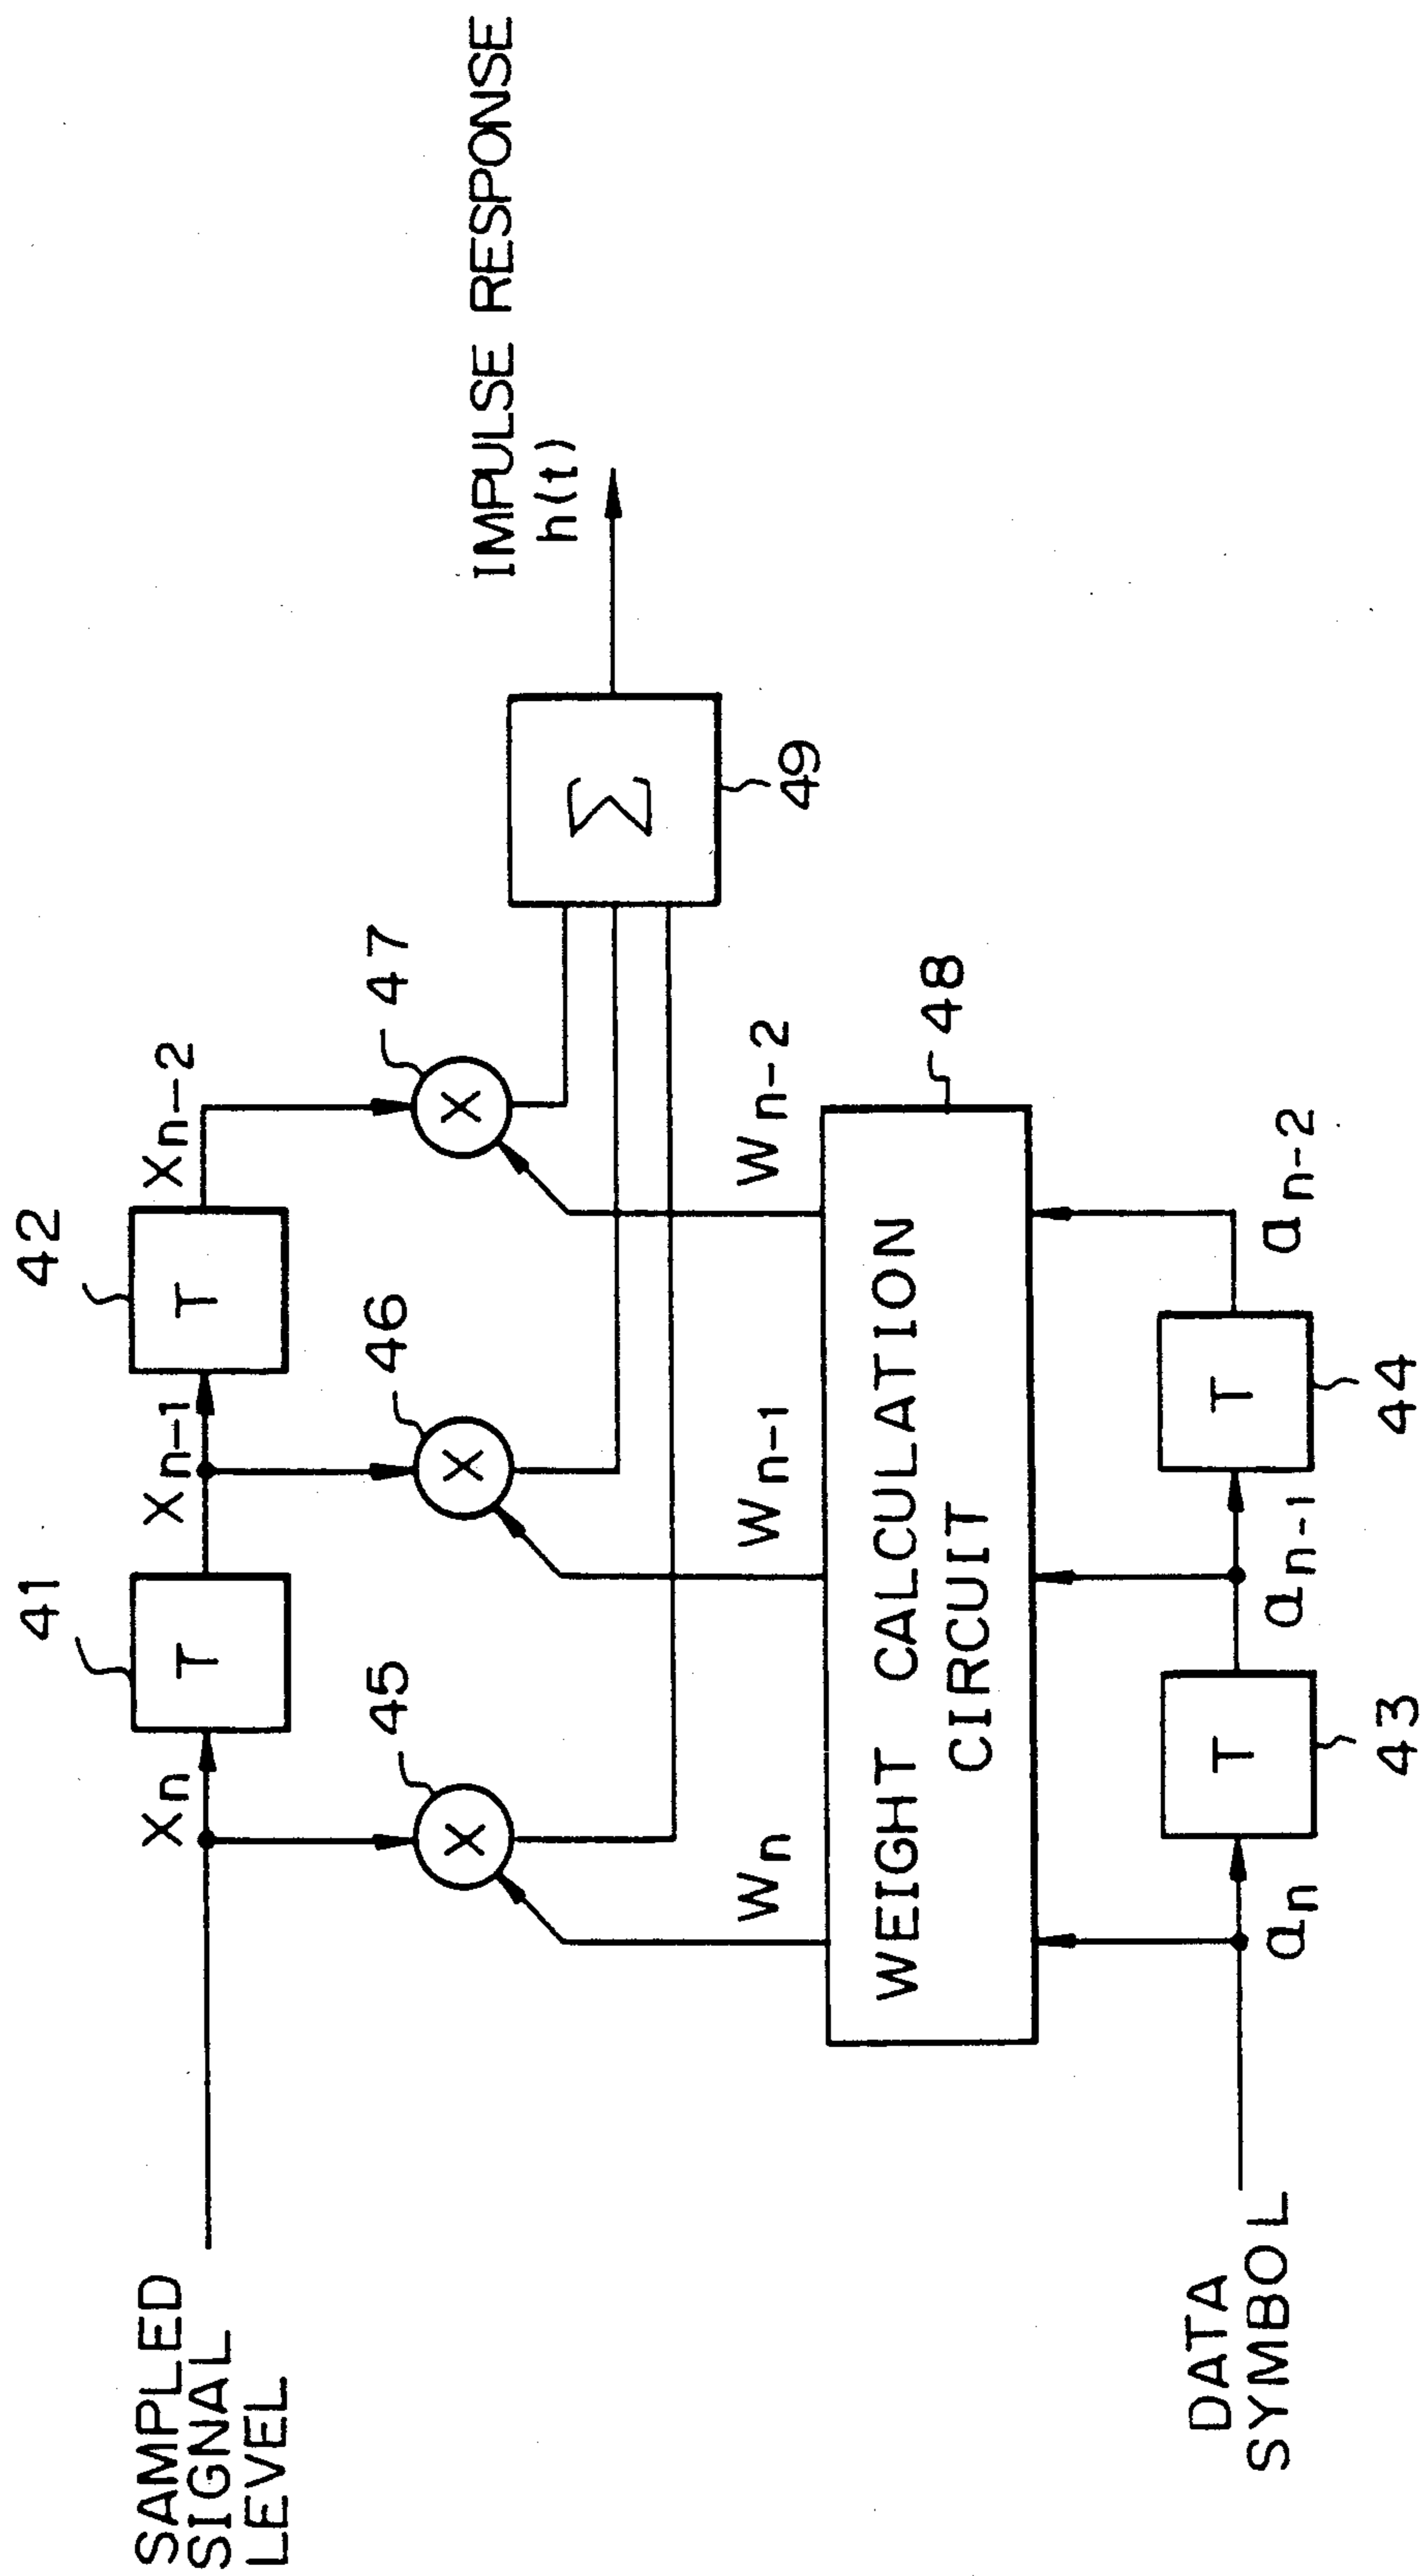 SAMPLED
SIGNAL
LEVEL
Xn
41
T
Xn-1
42
T
Xn-2
45
X
46
X
47
X
Σ
49
IMPULSE RESPONSE
h(t)
Wn
Wn-1
Wn-2
48
WEIGHT CALCULATION
CIRCUIT
DATA
SYMBOL
an
T
43
an-1
T
44
an-2